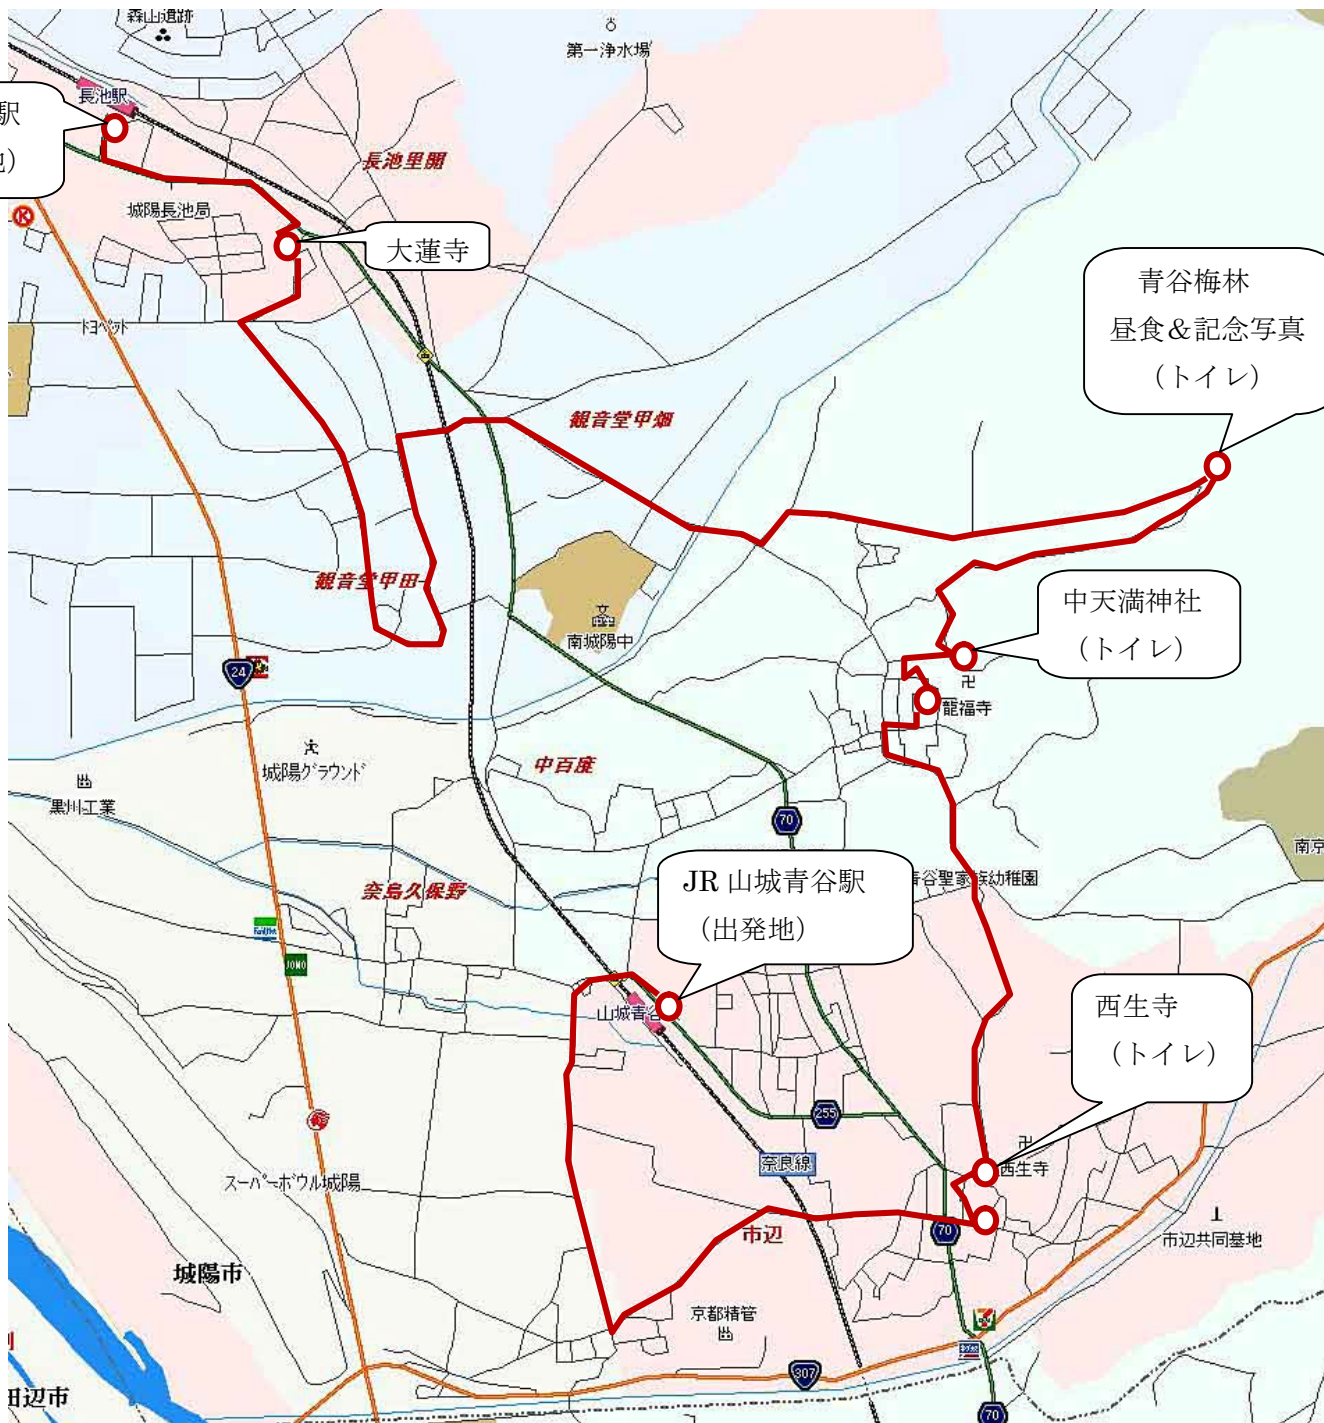 森山遺跡
第一浄水場
長池駅
駅
長池里開
城陽長池局
大蓮寺
トヨペット
青谷梅林
昼食&記念写真
(トイレ)
観音堂甲畑
観音堂甲田
南城陽中
中天満神社
(トイレ)
24
龍福寺
城陽グラウンド
中百度
黒川工業
70
南京
JR 山城青谷駅
(出発地)
青谷聖家族幼稚園
奈島久保野
FamilyMart
JOMO
山城青谷
西生寺
(トイレ)
255
奈良線
西生寺
スーパーボウル城陽
市辺
70
市辺共同基地
城陽市
京都精管
307
田辺市
70